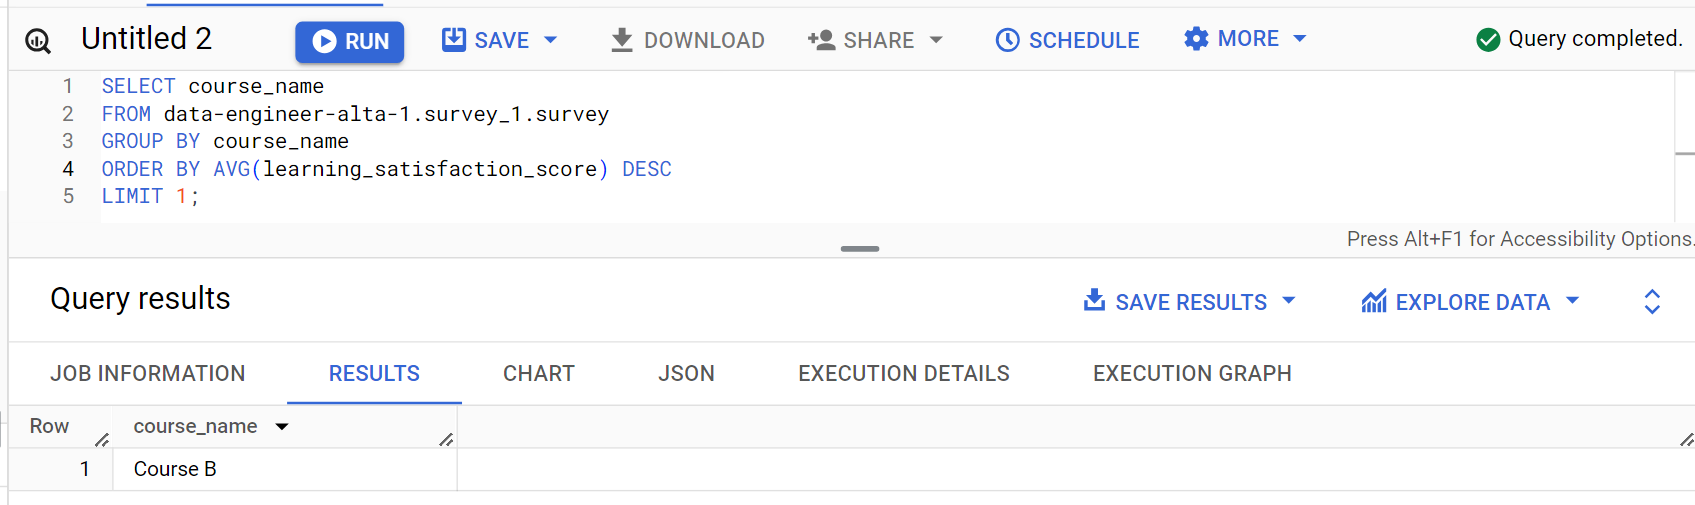 Untitled 2 RUN SAVE DOWNLOAD SHARE SCHEDULE MORE Query completed.
1 SELECT course_name
2 FROM data-engineer-alta-1.survey_1.survey
3 GROUP BY course_name
4 ORDER BY AVG(learning_satisfaction_score) DESC
5 LIMIT 1;
Press Alt+F1 for Accessibility Options.
Query results SAVE RESULTS EXPLORE DATA
JOB INFORMATION RESULTS CHART JSON EXECUTION DETAILS EXECUTION GRAPH
Row course_name
1 Course B